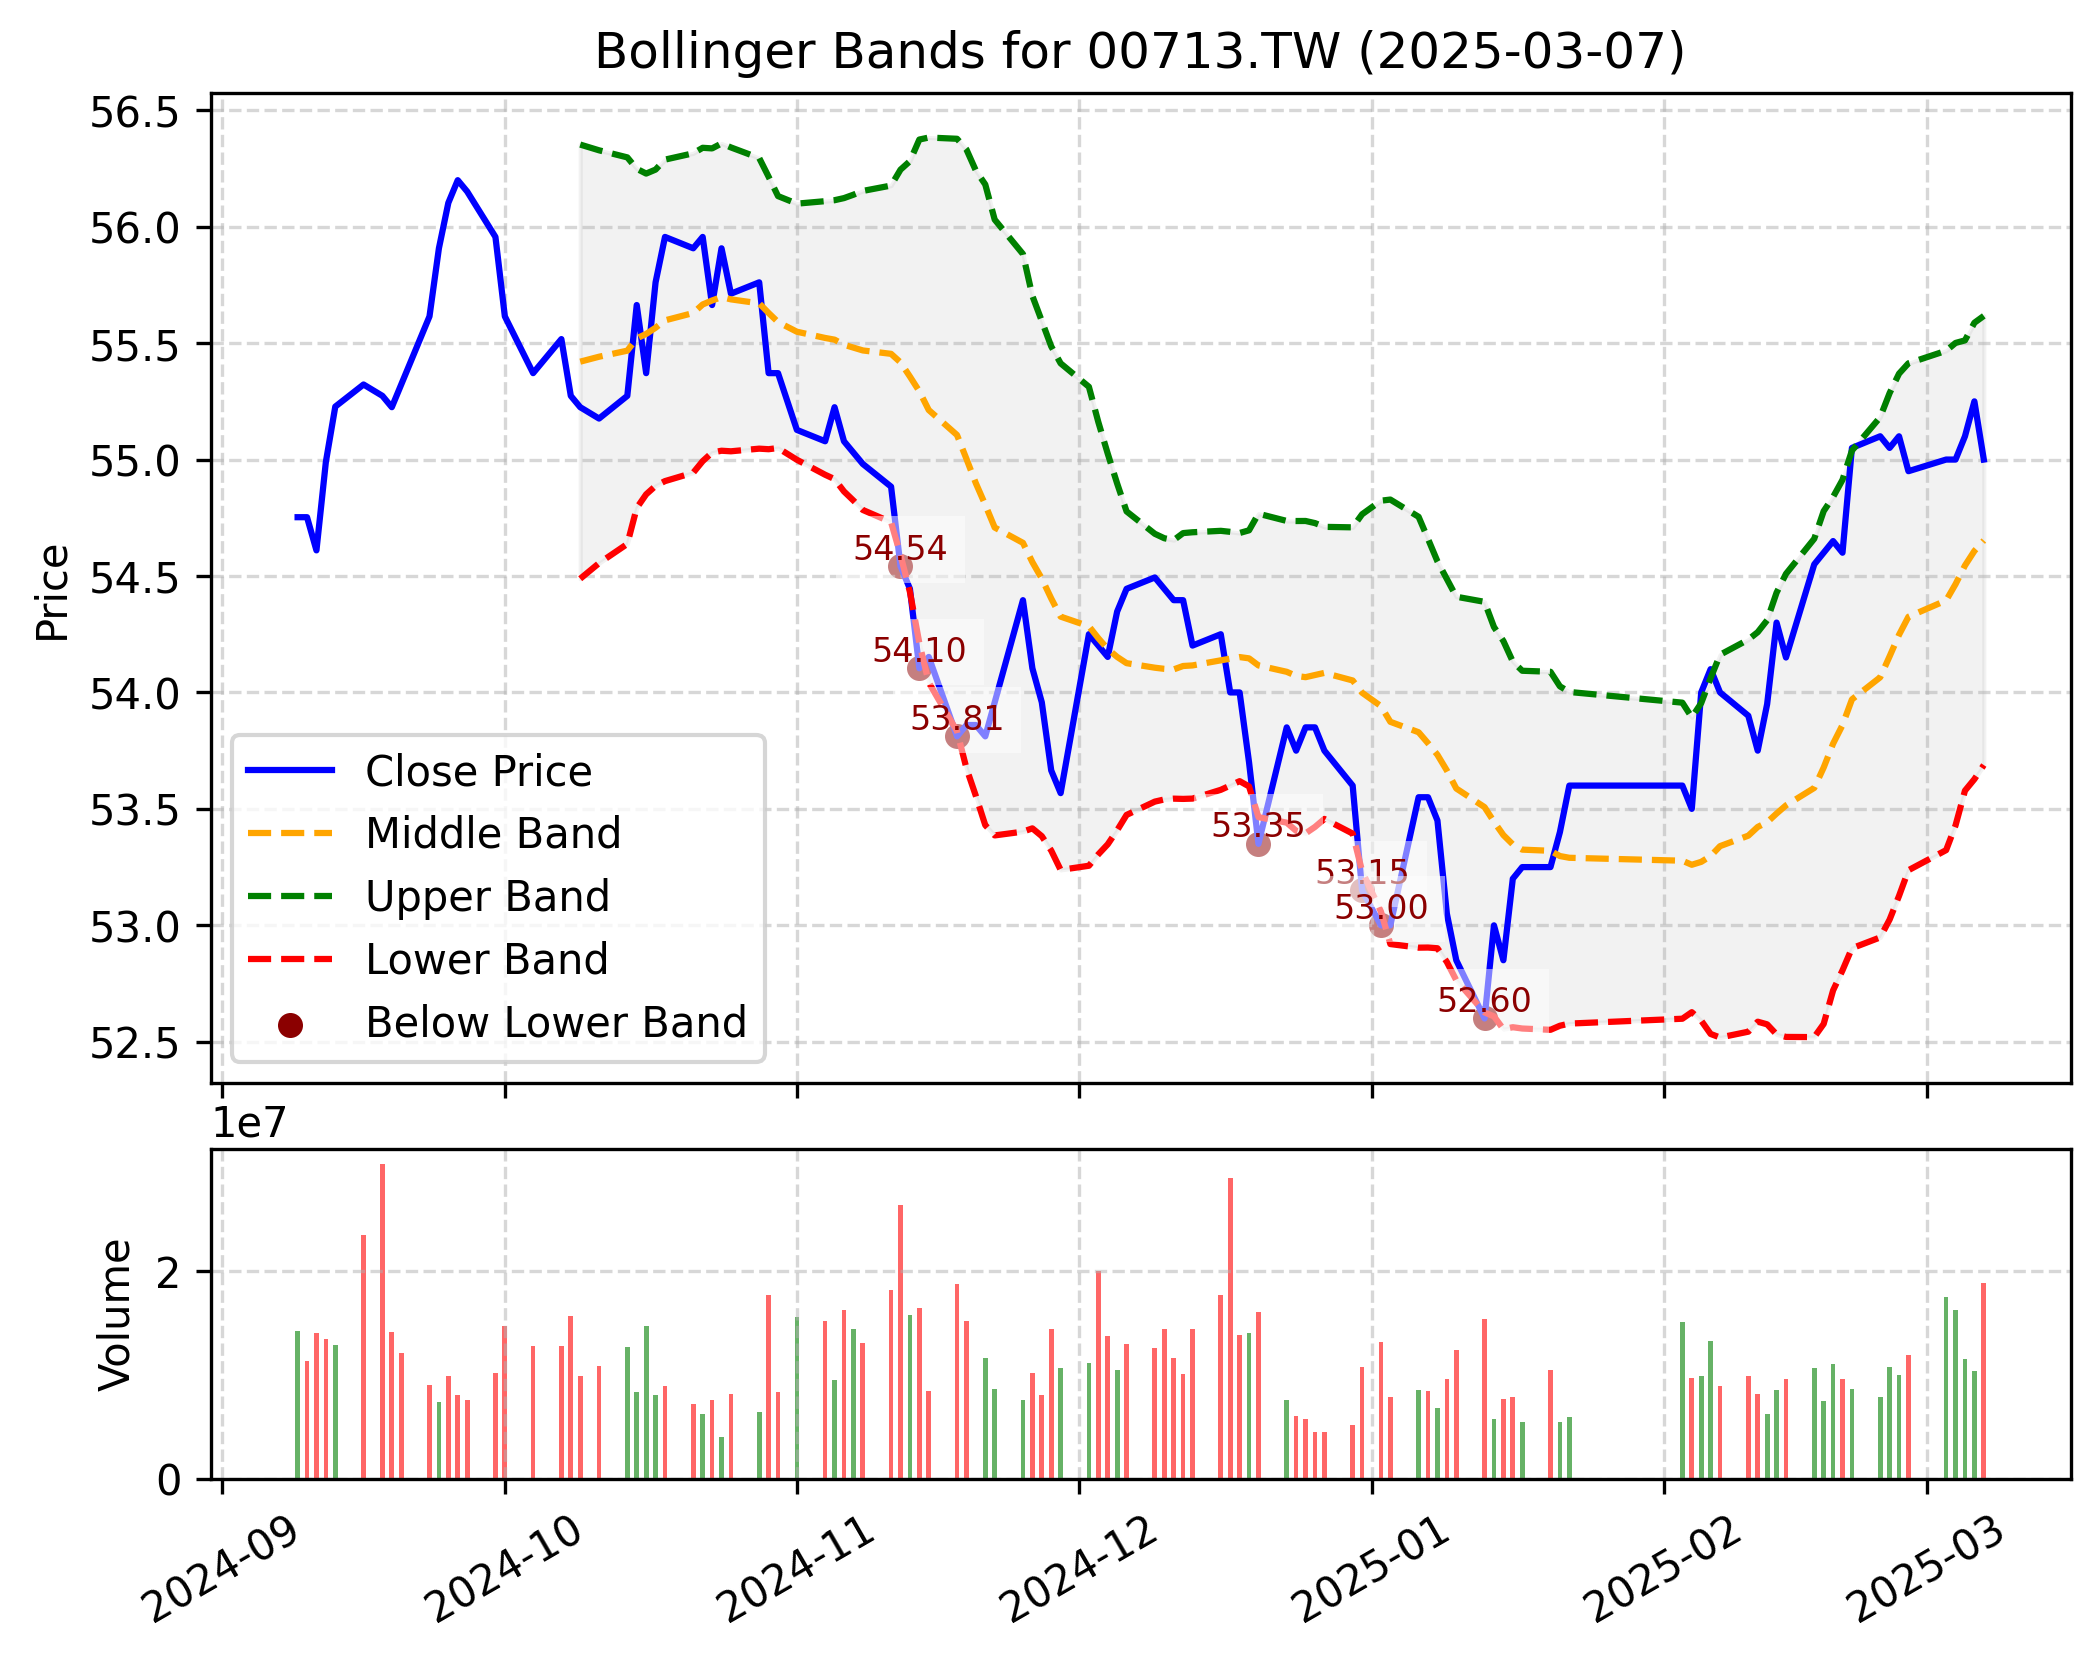 Bollinger Bands for 00713.TW (2025-03-07)
56.5
56.0
55.5
55.0
54.5
54.0
53.5
53.0
52.5
Price
54.54
54.10
53.81
53.35
53.15
53.00
52.60
Close Price
Middle Band
Upper Band
Lower Band
Below Lower Band
1e7
2
0
Volume
2024-09
2024-10
2024-11
2024-12
2025-01
2025-02
2025-03